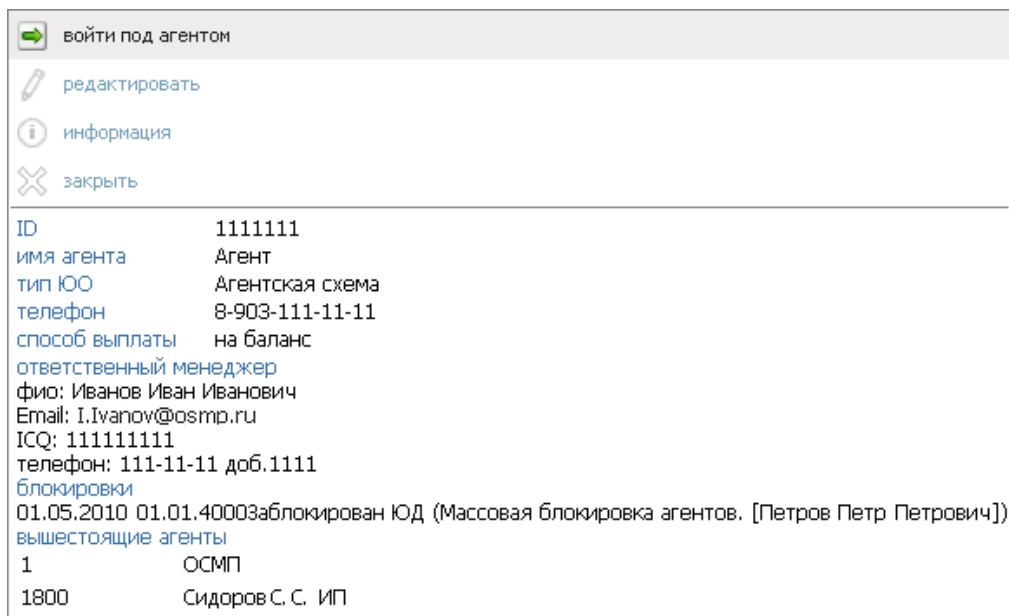 войти под агентом
редактировать
информация
закрыть
ID 1111111
имя агента Агент
тип ЮО Агентская схема
телефон 8-903-111-11-11
способ выплаты на баланс
ответственный менеджер
фио: Иванов Иван Иванович
Email: I.Ivanov@osmp.ru
ICQ: 111111111
телефон: 111-11-11 доб.1111
блокировки
01.05.2010 01.01.4000Заблокирован ЮД (Массовая блокировка агентов. [Петров Петр Петрович])
вышестоящие агенты
1 ОСМП
1800 Сидоров С. С. ИП